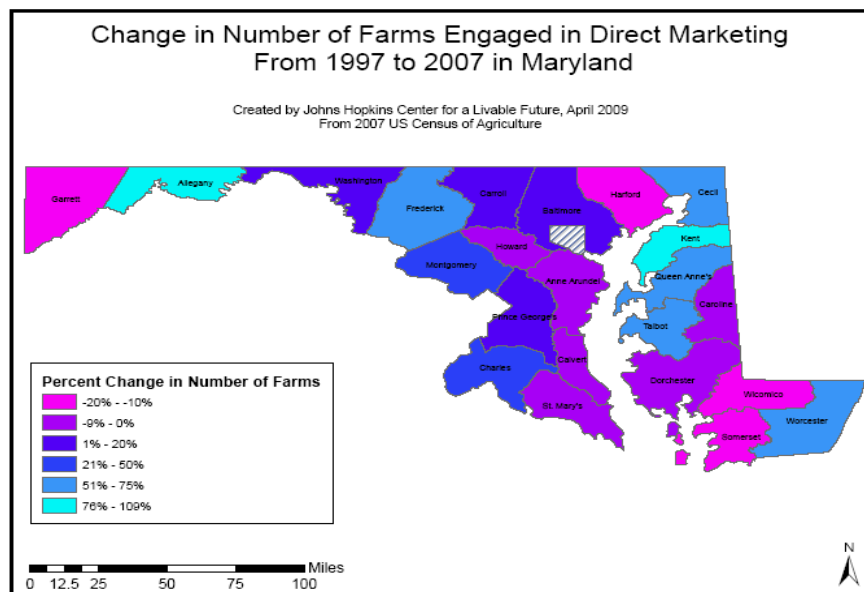 Change in Number of Farms Engaged in Direct Marketing
From 1997 to 2007 in Maryland
Created by Johns Hopkins Center for a Livable Future, April 2009
From 2007 US Census of Agriculture
Garrett
Allegany
Washington
Frederick
Carroll
Baltimore
Harford
Cecil
Kent
Howard
Montgomery
Anne Arundel
Queen Anne's
Caroline
Prince George's
Talbot
Charles
Calvert
Dorchester
St. Mary's
Wicomico
Worcester
Somerset
Percent Change in Number of Farms
-20% - -10%
-9% - 0%
1% - 20%
21% - 50%
51% - 75%
76% - 109%
Miles
0 12.5 25 50 75 100
N